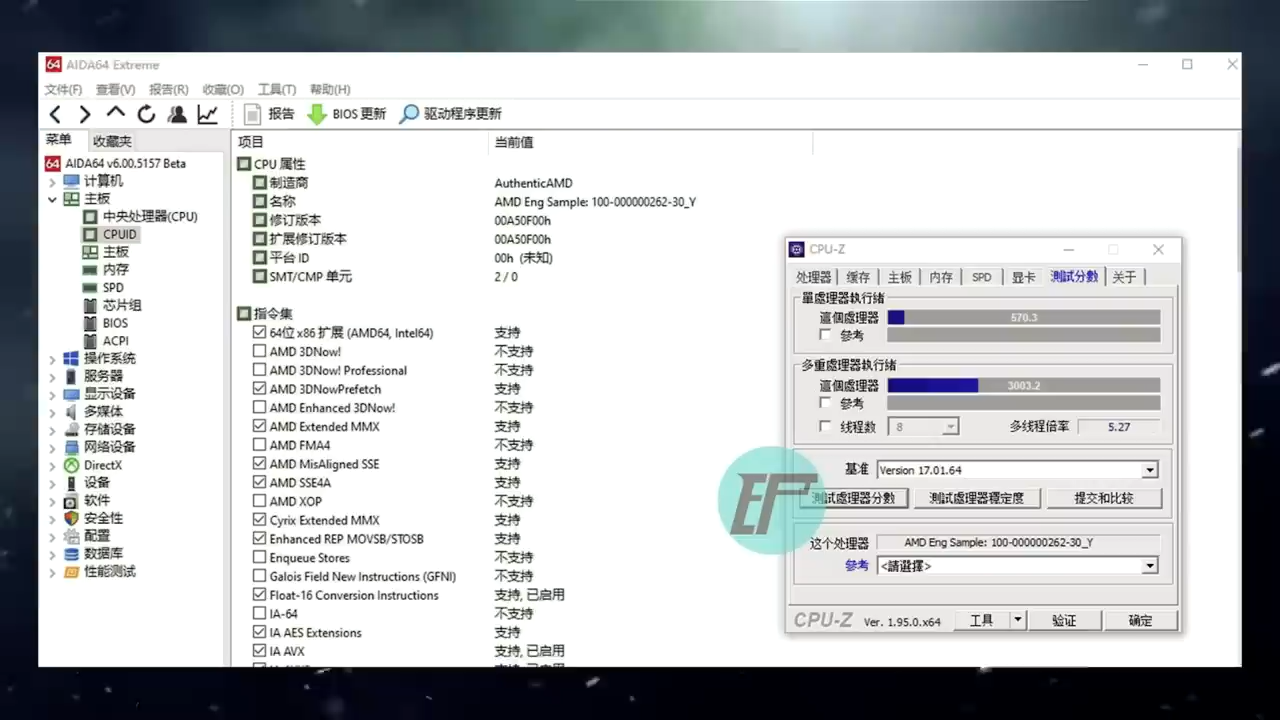 64 AIDA64 Extreme
文件(F) 查看(V) 报告(R) 收藏(O) 工具(T) 帮助(H)
报告 BIOS 更新 驱动程序更新
菜单 收藏夹
64 AIDA64 v6.00.5157 Beta
计算机
主板
中央处理器(CPU)
CPUID
主板
内存
SPD
芯片组
BIOS
ACPI
操作系统
服务器
显示设备
多媒体
存储设备
网络设备
DirectX
设备
软件
安全性
配置
数据库
性能测试
项目 当前值
CPU 属性
制造商 AuthenticAMD
名称 AMD Eng Sample: 100-000000262-30_Y
修订版本 00A50F00h
扩展修订版本 00A50F00h
平台 ID 00h (未知)
SMT/CMP 单元 2 / 0
指令集
64位 x86 扩展 (AMD64, Intel64) 支持
AMD 3DNow! 不支持
AMD 3DNow! Professional 不支持
AMD 3DNowPrefetch 支持
AMD Enhanced 3DNow! 不支持
AMD Extended MMX 支持
AMD FMA4 不支持
AMD MisAligned SSE 支持
AMD SSE4A 支持
AMD XOP 不支持
Cyrix Extended MMX 支持
Enhanced REP MOVSB/STOSB 支持
Enqueue Stores 不支持
Galois Field New Instructions (GFNI) 不支持
Float-16 Conversion Instructions 支持, 已启用
IA-64 不支持
IA AES Extensions 支持
IA AVX 支持, 已启用
CPU-Z
处理器 缓存 主板 内存 SPD 显卡 測試分數 关于
單處理器執行緒
這個處理器 570.3
參考
多重處理器執行緒
這個處理器 3003.2
參考
线程数 8 多线程倍率 5.27
基准 Version 17.01.64
測試處理器分數 測試處理器穩定度 提交和比较
EF
这个处理器 AMD Eng Sample: 100-000000262-30_Y
參考 <請選擇>
CPU-Z Ver. 1.95.0.x64 工具 验证 确定